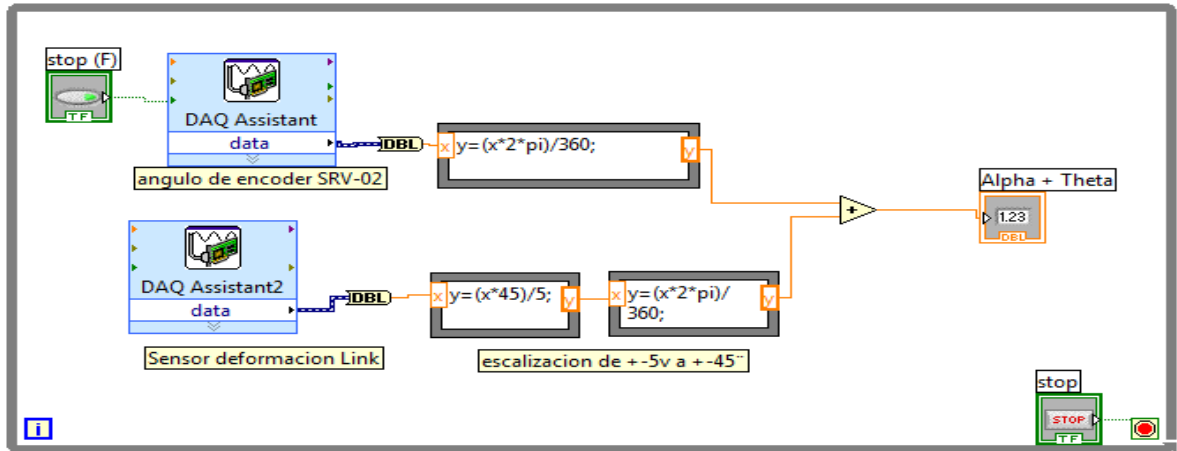 stop (F)
TF
DAQ Assistant
data
DBL
angulo de encoder SRV-02
x y=(x*2*pi)/360; y
+
Alpha + Theta
1.23
DBL
DAQ Assistant2
data
DBL
Sensor deformacion Link
x y=(x*45)/5; y
x y=(x*2*pi)/ y
360;
escalizacion de +-5v a +-45¨
stop
STOP
TF
i